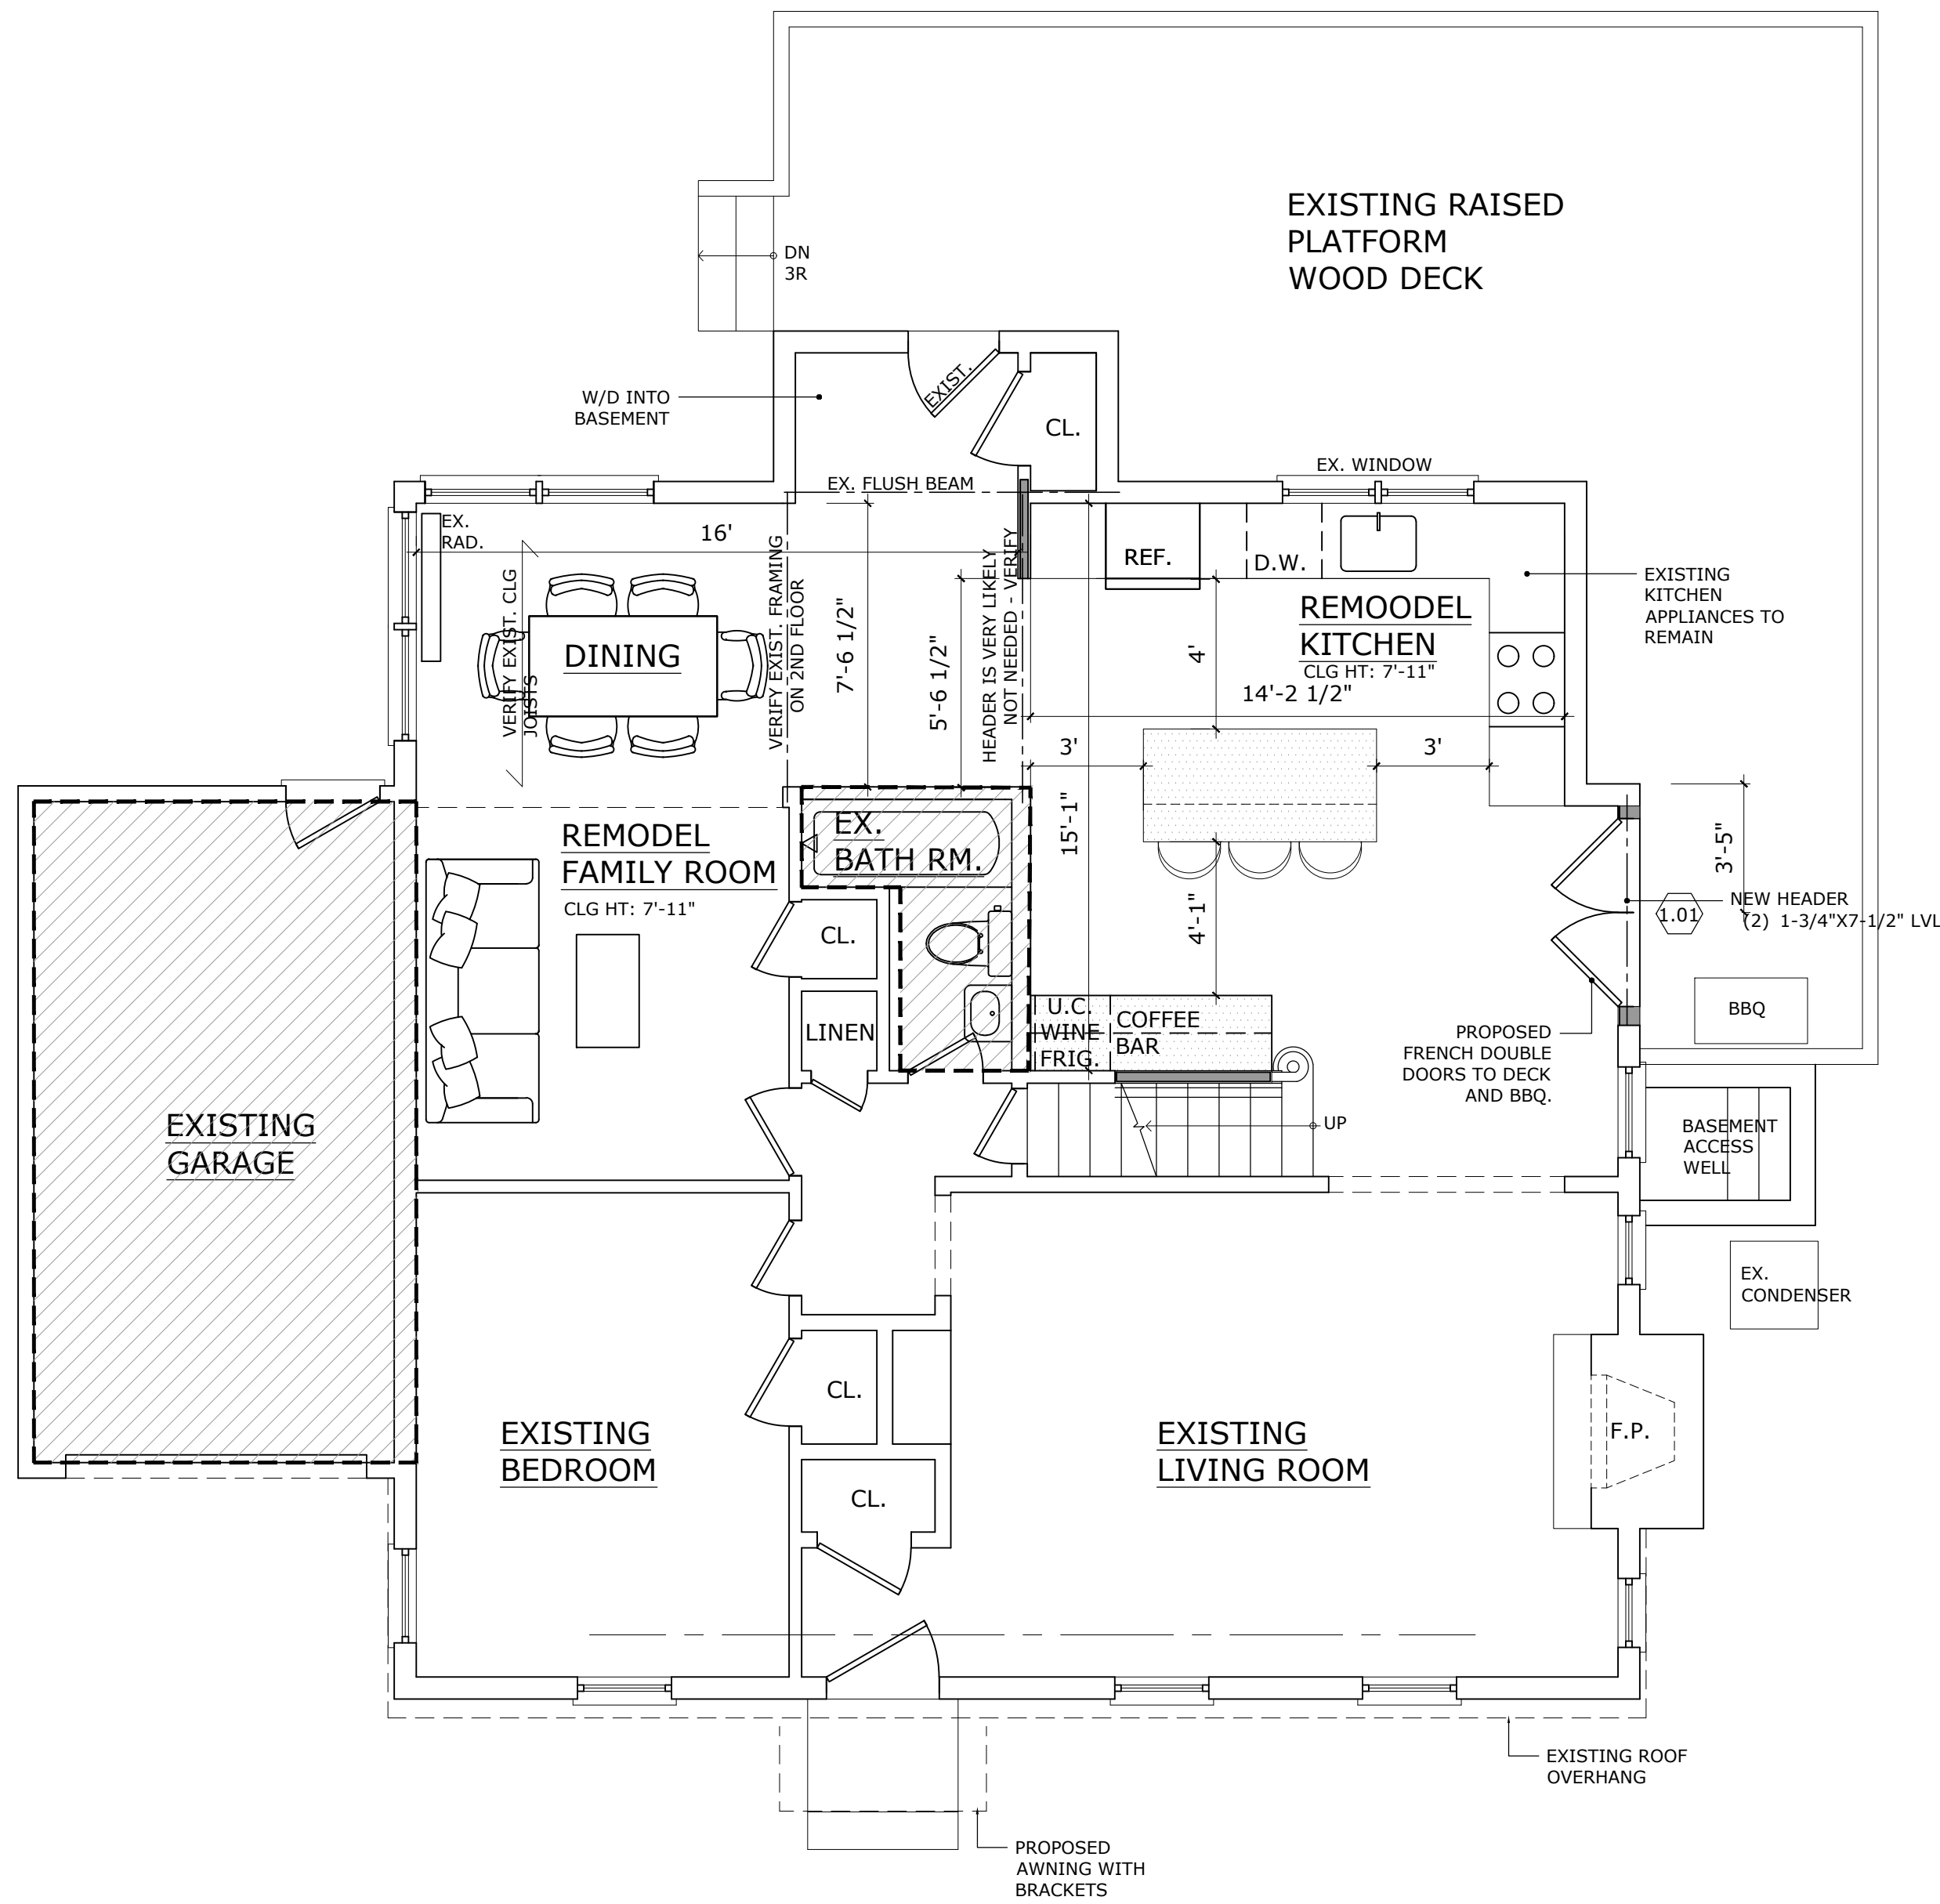 EXISTING RAISED
PLATFORM
WOOD DECK
DN
3R
W/D INTO
BASEMENT
EXIST.
CL.
EX. WINDOW
EX. FLUSH BEAM
EX.
RAD.
16'
VERIFY EXIST. CLG
JOISTS
DINING
VERIFY EXIST. FRAMING
ON 2ND FLOOR
7'-6 1/2"
5'-6 1/2"
HEADER IS VERY LIKELY
NOT NEEDED - VERIFY
REF.
D.W.
EXISTING
KITCHEN
APPLIANCES TO
REMAIN
REMOODEL
KITCHEN
CLG HT: 7'-11"
14'-2 1/2"
4'
3'
3'
15'-1"
REMODEL
FAMILY ROOM
CLG HT: 7'-11"
EX.
BATH RM.
3'-5"
NEW HEADER
(2) 1-3/4"X7-1/2" LVL
1.01
4'-1"
CL.
LINEN
U.C.
WINE
FRIG.
COFFEE
BAR
BBQ
PROPOSED
FRENCH DOUBLE
DOORS TO DECK
AND BBQ.
EXISTING
GARAGE
UP
BASEMENT
ACCESS
WELL
EX.
CONDENSER
CL.
EXISTING
BEDROOM
EXISTING
LIVING ROOM
F.P.
CL.
EXISTING ROOF
OVERHANG
PROPOSED
AWNING WITH
BRACKETS